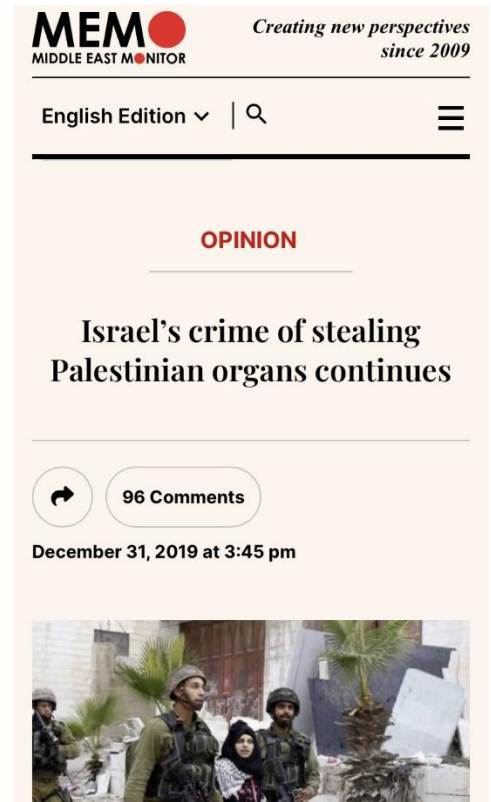 MEMO
MIDDLE EAST MONITOR
Creating new perspectives
since 2009
English Edition
OPINION
Israel’s crime of stealing
Palestinian organs continues
96 Comments
December 31, 2019 at 3:45 pm